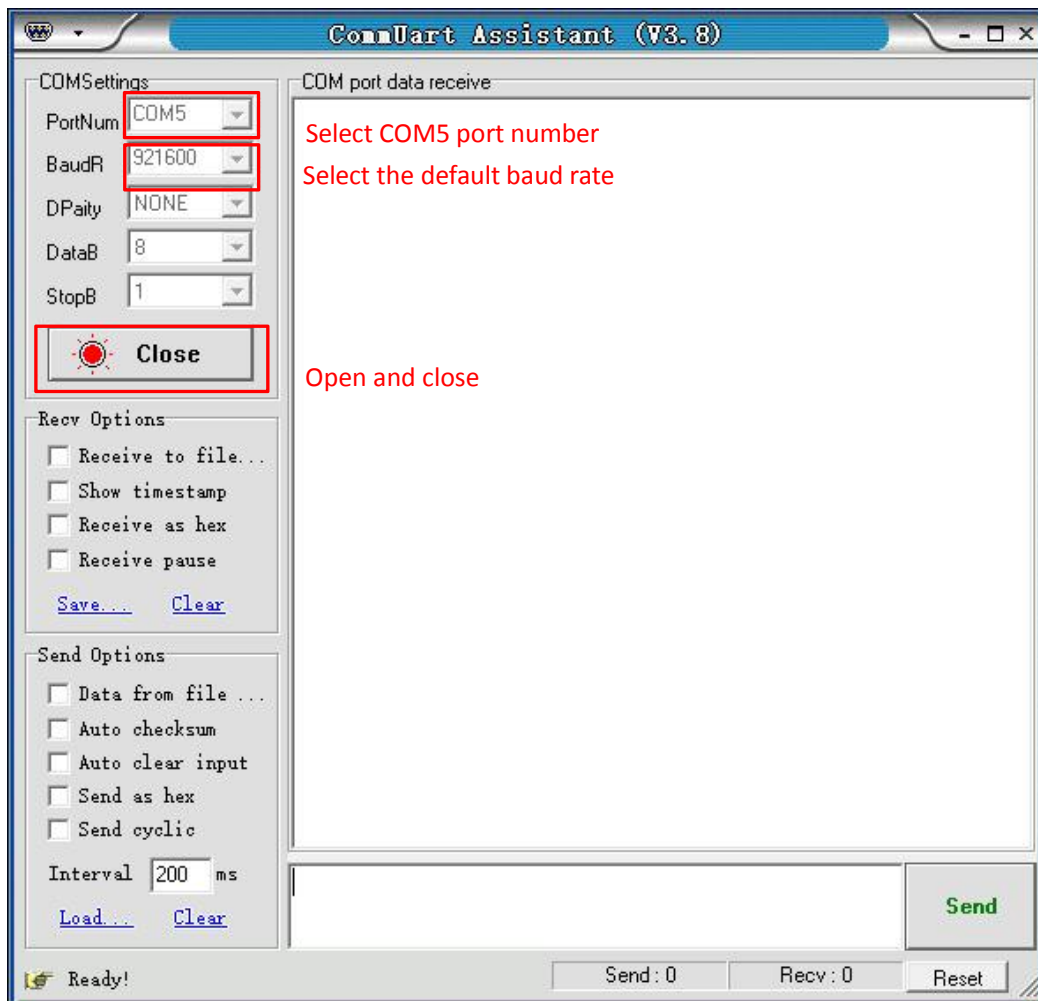 CommUart Assistant (V3.8)
COMSettings
PortNum COM5
BaudR 921600
DPaity NONE
DataB 8
StopB 1
Close
Recv Options
Receive to file...
Show timestamp
Receive as hex
Receive pause
Save... Clear
Send Options
Data from file ...
Auto checksum
Auto clear input
Send as hex
Send cyclic
Interval 200 ms
Load... Clear
COM port data receive
Select COM5 port number
Select the default baud rate
Open and close
Send
Ready!
Send : 0
Recv : 0
Reset